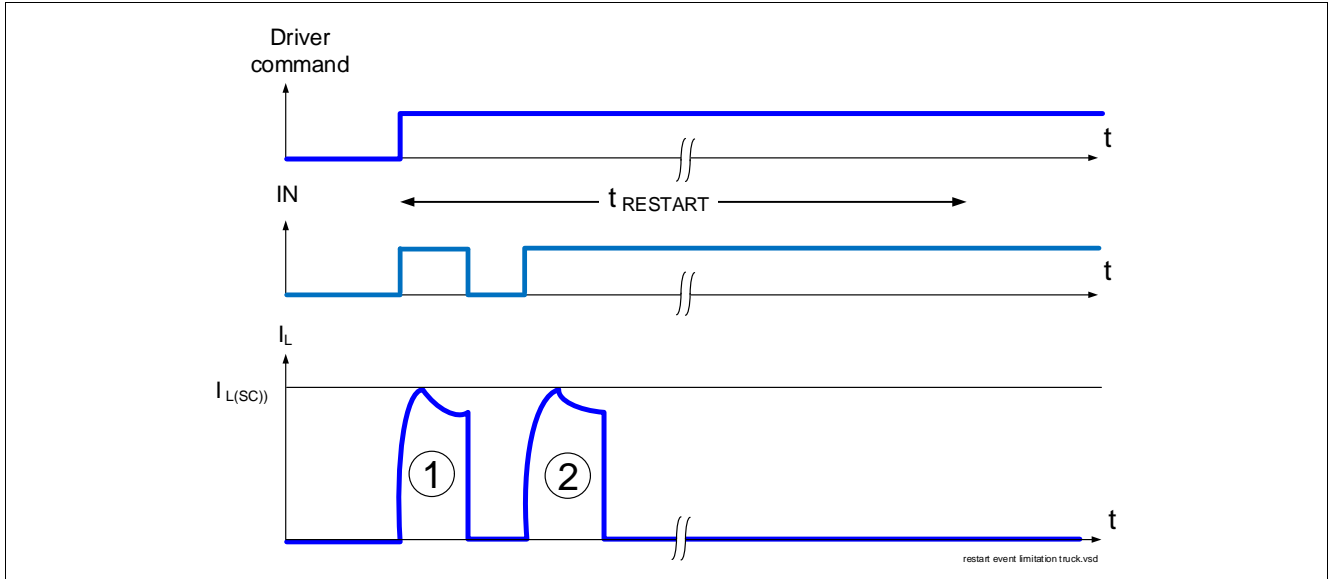 Driver
command
t
IN
t RESTART
t
IL
I L(SC))
1
2
t
restart event limitation truck.vsd